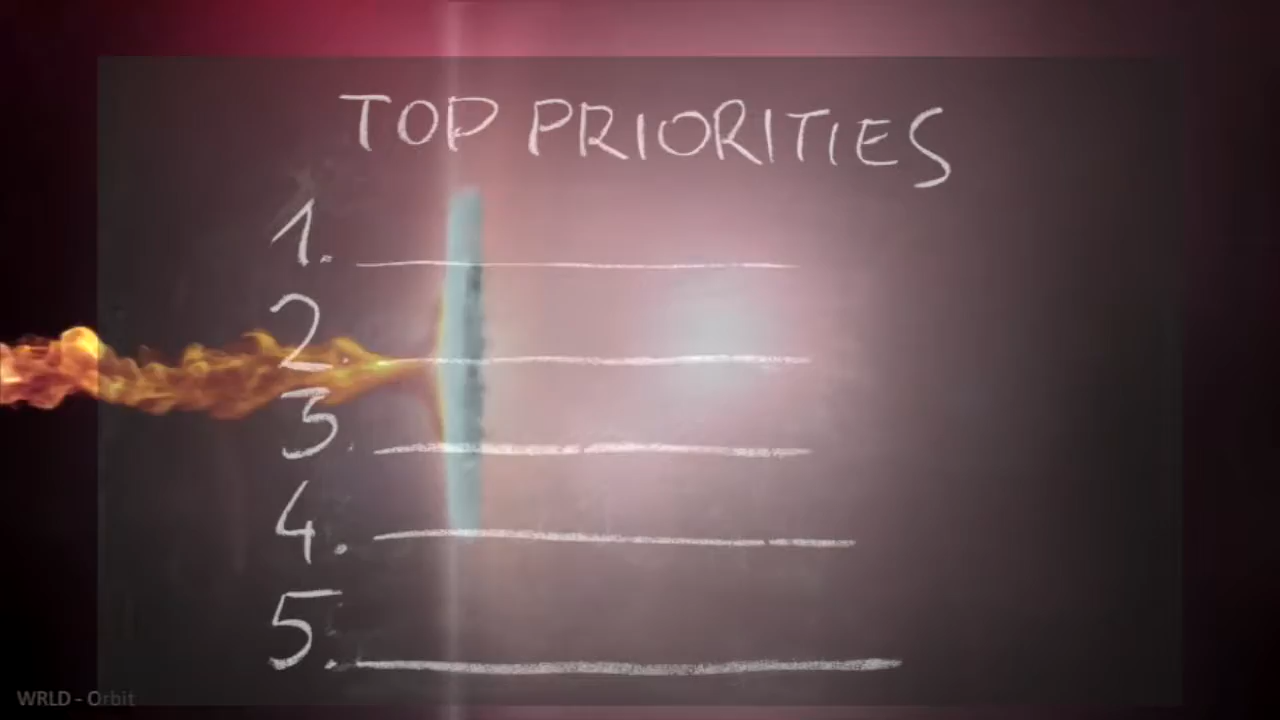 TOP PRIORITIES
1.
2.
3.
4.
5.
WRLD - Orbit